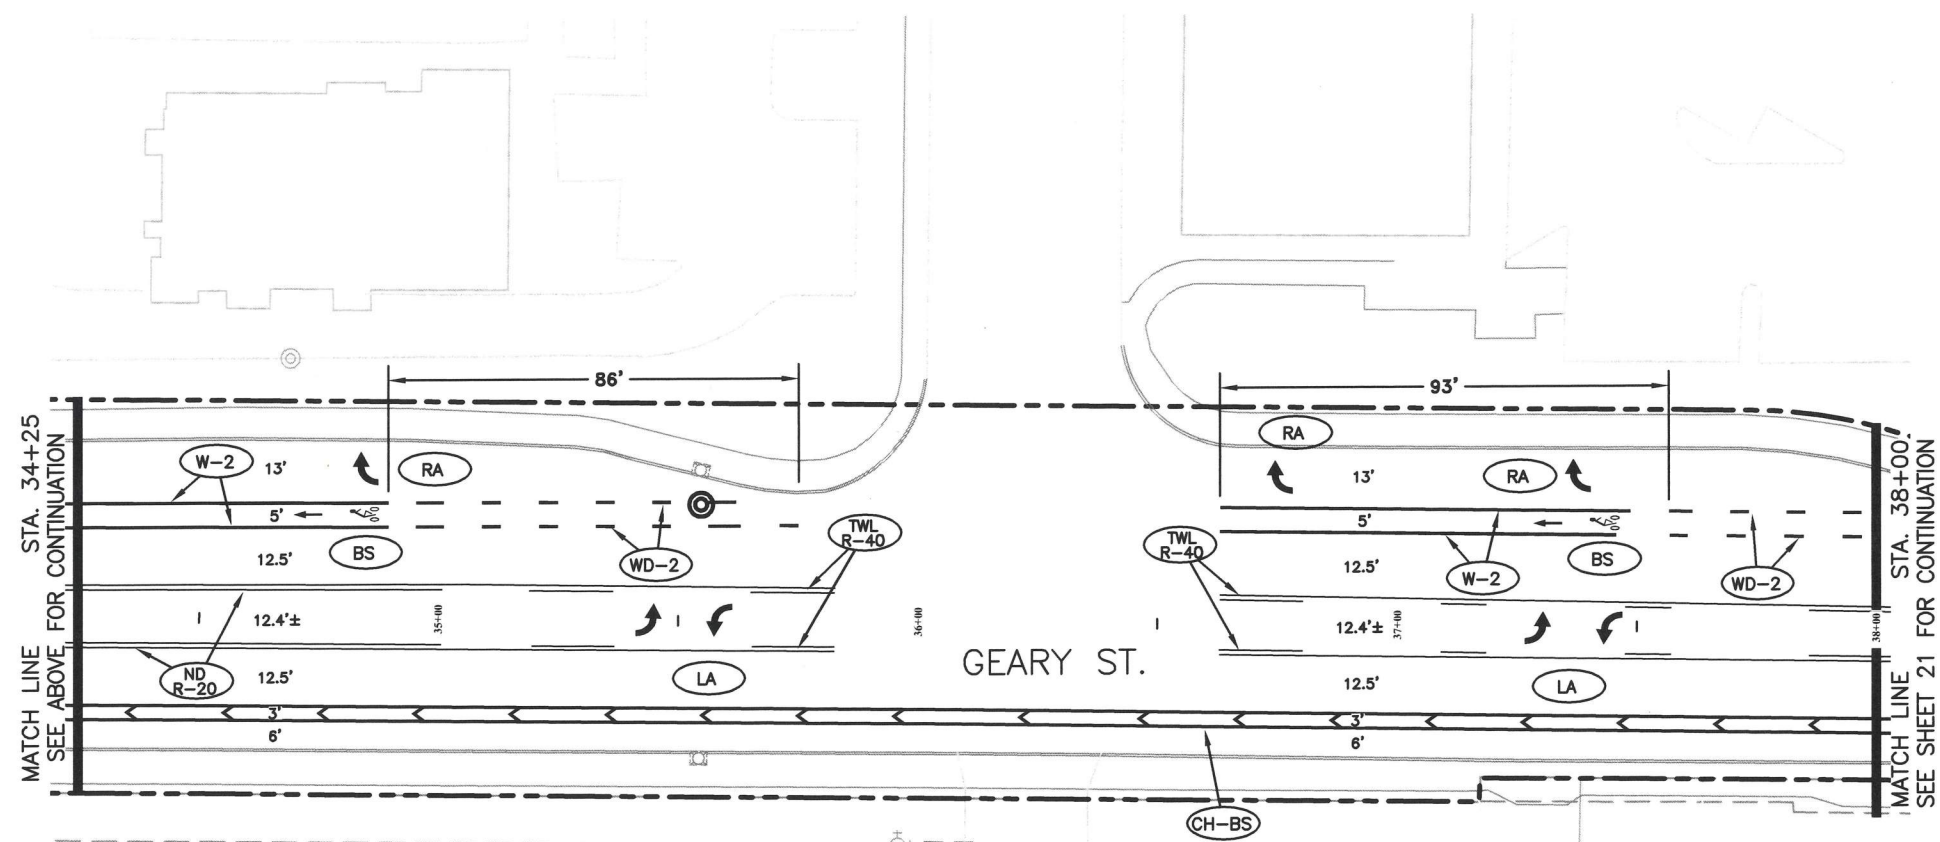 86'
93'
STA. 34+25
MATCH LINE
SEE ABOVE FOR CONTINUATION
W-2
13'
RA
5'
BS
12.5'
WD-2
TWL
R-40
12.4'±
35+00
36+00
ND
R-20
12.5'
LA
3'
6'
GEARY ST.
RA
13'
RA
TWL
R-40
5'
BS
12.5'
W-2
WD-2
12.4'±
37+00
38+00
12.5'
LA
3'
6'
CH-BS
STA. 38+00.
MATCH LINE
SEE SHEET 21 FOR CONTINUATION